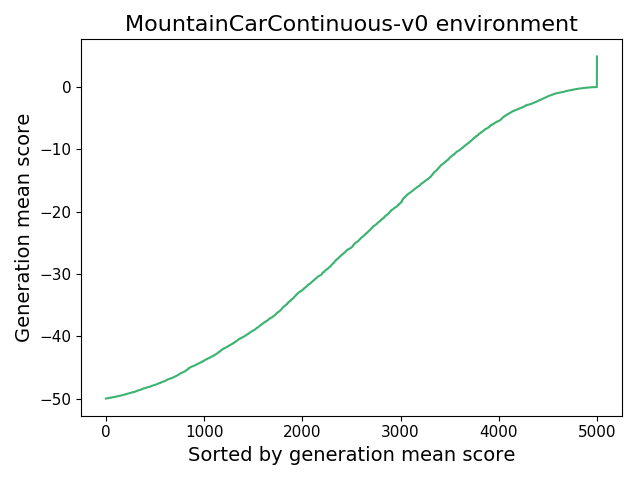 MountainCarContinuous-v0 environment
Generation mean score
0
−10
−20
−30
−40
−50
0 1000 2000 3000 4000 5000
Sorted by generation mean score